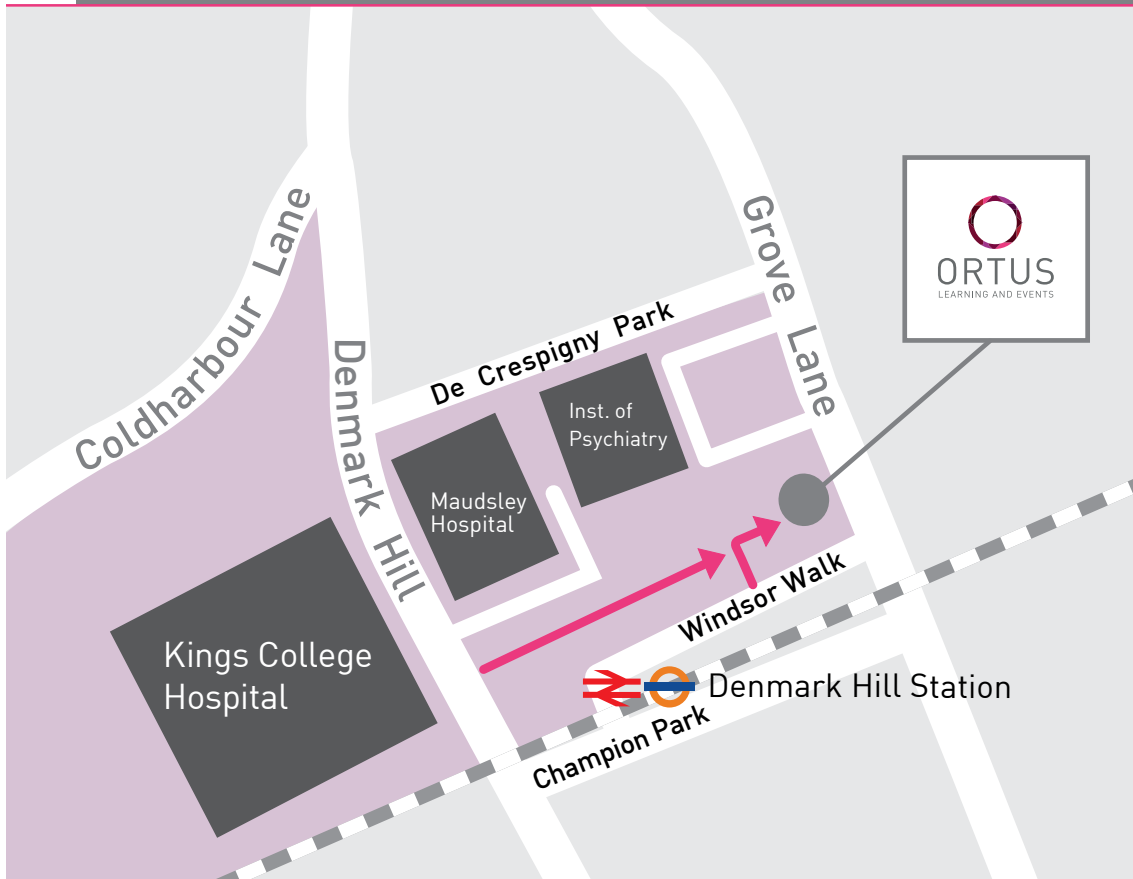 Coldharbour Lane
Denmark Hill
Grove Lane
ORTUS
LEARNING AND EVENTS
De Crespigny Park
Inst. of
Psychiatry
Maudsley
Hospital
Kings College
Hospital
Windsor Walk
Denmark Hill Station
Champion Park